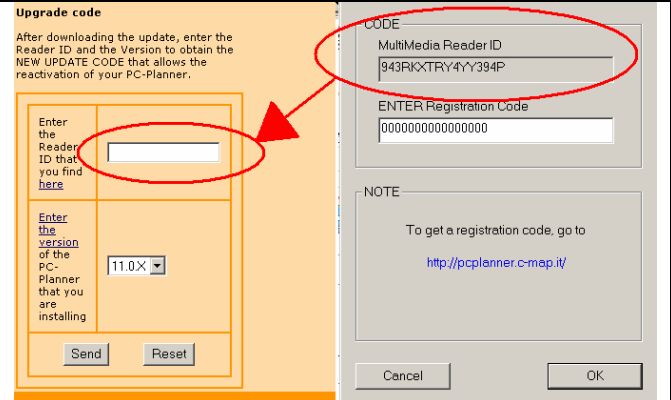 Upgrade code
After downloading the update, enter the
Reader ID and the Version to obtain the
NEW UPDATE CODE that allows the
reactivation of your PC-Planner.
Enter
the
Reader
ID that
you find
here
Enter
the
version
of the
PC-
Planner
that you
are
installing
11.0.X
Send
Reset
CODE
MultiMedia Reader ID
943RKXTRY4YY394P
ENTER Registration Code
0000000000000000
NOTE
To get a registration code, go to
http://pcplanner.c-map.it/
Cancel
OK